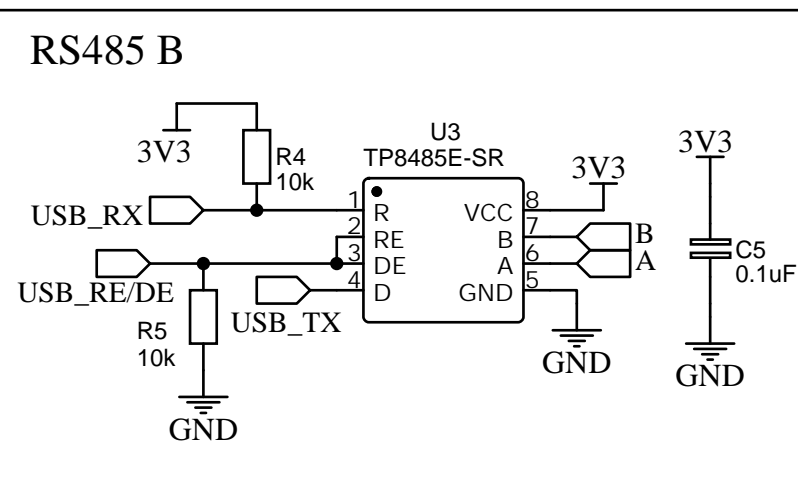 RS485 B
3V3
R4
10k
U3
TP8485E-SR
3V3
3V3
USB_RX
1
R
VCC
8
2
RE
B
7
B
3
DE
A
6
A
4
D
GND
5
USB_RE/DE
USB_TX
R5
10k
GND
GND
C5
0.1uF
GND